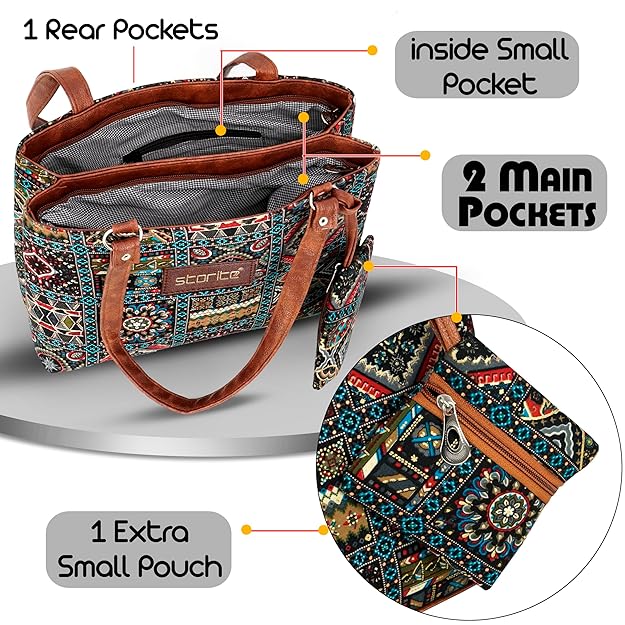 1 Rear Pockets
inside Small
Pocket
2 Main
Pockets
storite
1 Extra
Small Pouch